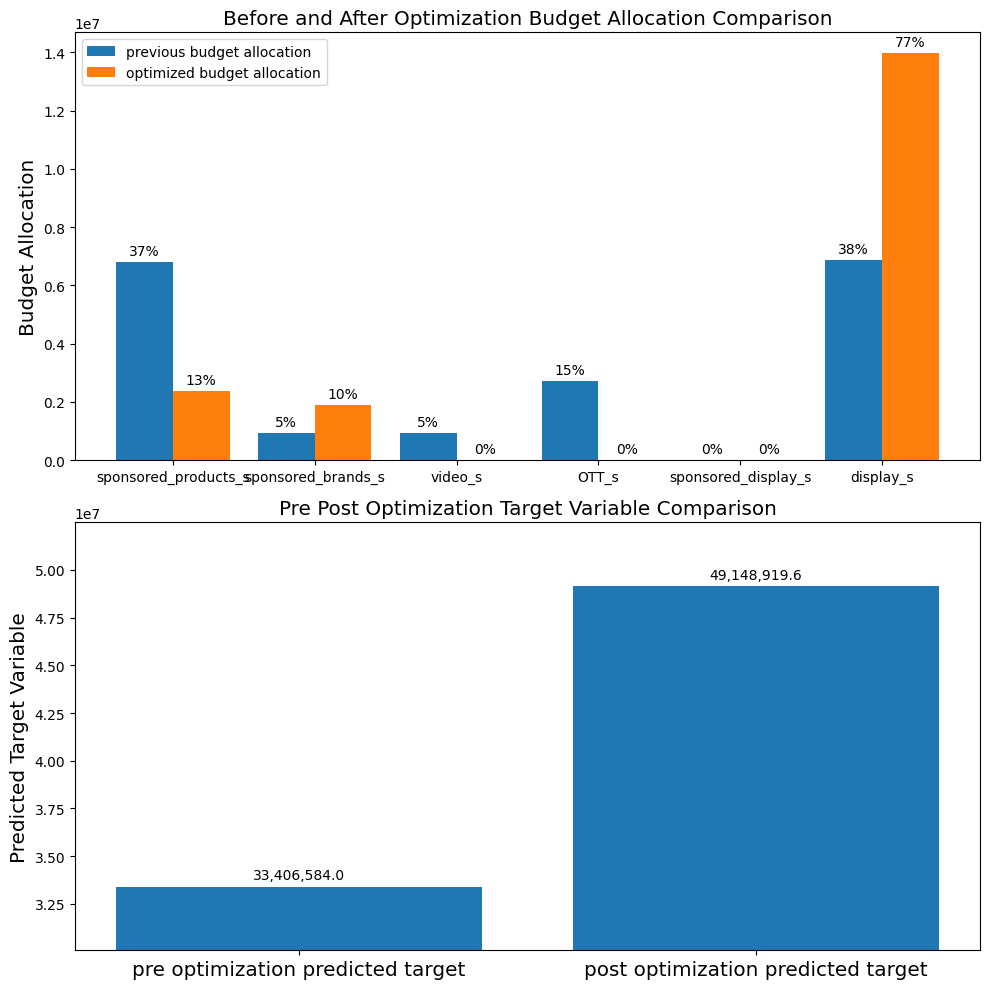 Before and After Optimization Budget Allocation Comparison
1e7
previous budget allocation
optimized budget allocation
Budget Allocation
1.4
1.2
1.0
0.8
0.6
0.4
0.2
0.0
37%
13%
5%
10%
5%
0%
15%
0%
0%
0%
38%
77%
sponsored_products_s
sponsored_brands_s
video_s
OTT_s
sponsored_display_s
display_s
Pre Post Optimization Target Variable Comparison
1e7
Predicted Target Variable
5.00
4.75
4.50
4.25
4.00
3.75
3.50
3.25
33,406,584.0
49,148,919.6
pre optimization predicted target
post optimization predicted target